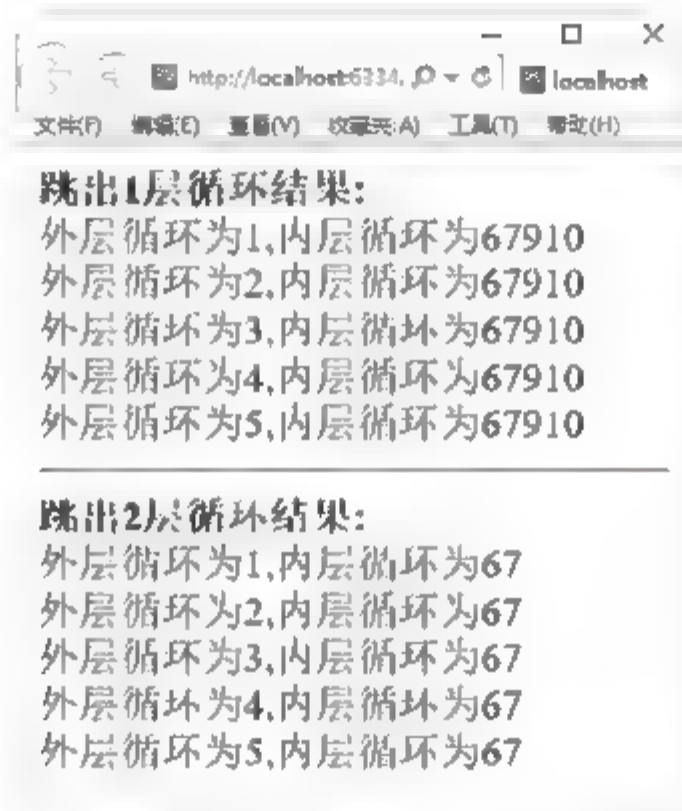 http://localhost:6334. localhost
文件(F) 编辑(E) 查看(V) 收藏夹(A) 工具(T) 帮助(H)
跳出1层循环结果:
外层循环为1,内层循环为67910
外层循环为2,内层循环为67910
外层循环为3,内层循环为67910
外层循环为4,内层循环为67910
外层循环为5,内层循环为67910
跳出2层循环结果:
外层循环为1,内层循环为67
外层循环为2,内层循环为67
外层循环为3,内层循环为67
外层循环为4,内层循环为67
外层循环为5,内层循环为67